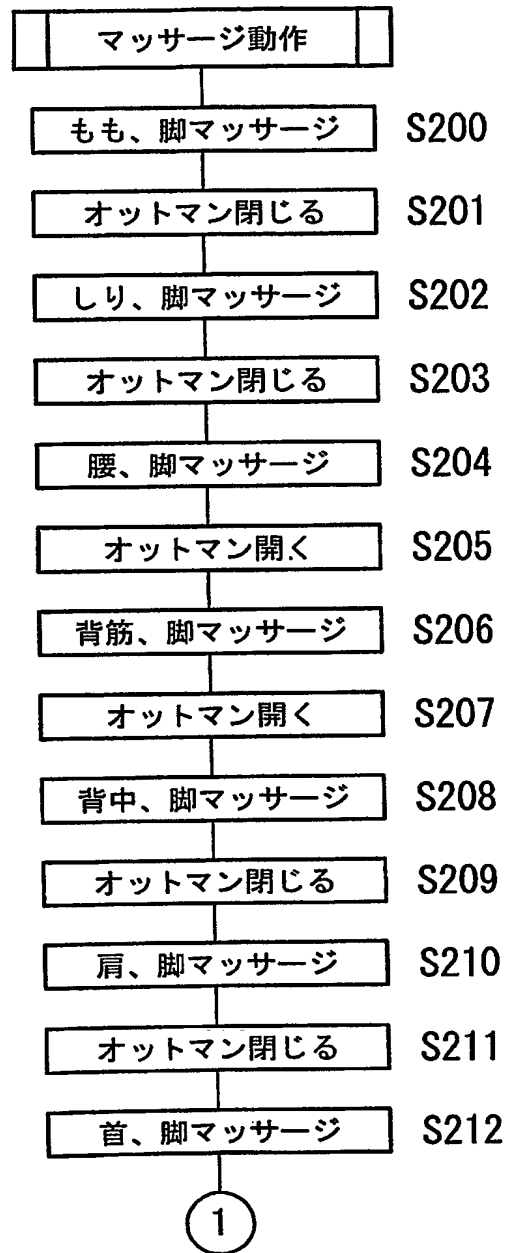 マッサージ動作
もも、脚マッサージ S200
オットマン閉じる S201
しり、脚マッサージ S202
オットマン閉じる S203
腰、脚マッサージ S204
オットマン開く S205
背筋、脚マッサージ S206
オットマン開く S207
背中、脚マッサージ S208
オットマン閉じる S209
肩、脚マッサージ S210
オットマン閉じる S211
首、脚マッサージ S212
1